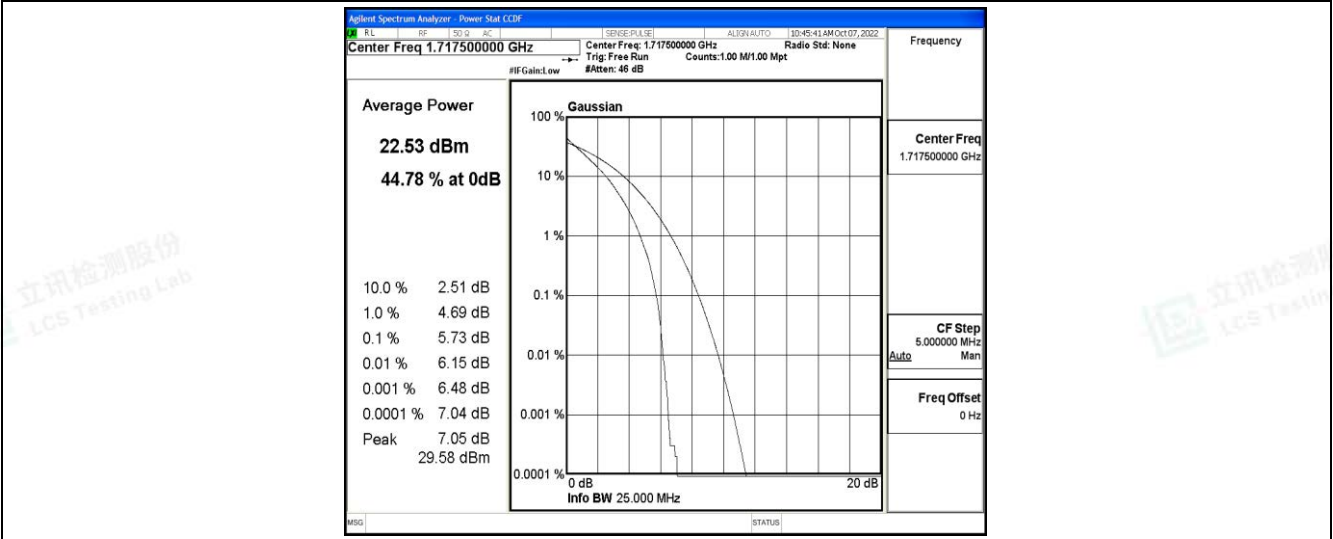 Agilent Spectrum Analyzer - Power Stat CCDF
RL RF 50 Ω AC SENSE:PULSE ALIGN AUTO 10:45:41 AM Oct 07, 2022
Center Freq 1.717500000 GHz
Center Freq: 1.717500000 GHz Radio Std: None
Trig: Free Run Counts:1.00 M/1.00 Mpt
#IFGain:Low #Atten: 46 dB
Frequency
Average Power
22.53 dBm
44.78 % at 0dB
10.0 % 2.51 dB
1.0 % 4.69 dB
0.1 % 5.73 dB
0.01 % 6.15 dB
0.001 % 6.48 dB
0.0001 % 7.04 dB
Peak 7.05 dB
29.58 dBm
Gaussian
100 %
10 %
1 %
0.1 %
0.01 %
0.001 %
0.0001 %
0 dB 20 dB
Info BW 25.000 MHz
Center Freq
1.717500000 GHz
CF Step
5.000000 MHz
Auto Man
Freq Offset
0 Hz
MSG STATUS
立讯检测股份
LCS Testing Lab
立讯检测股
LCS Testin